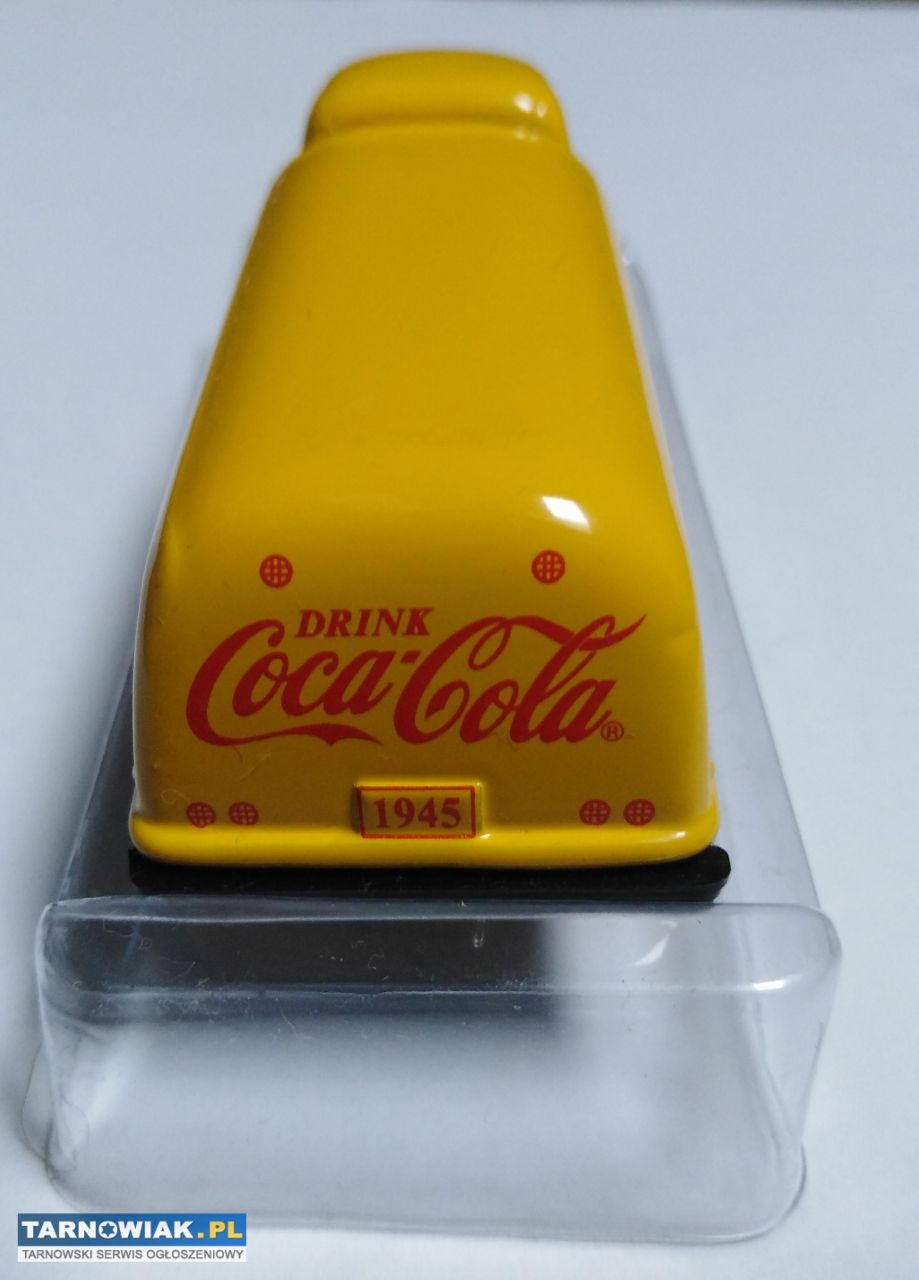 DRINK
Coca-Cola®
1945
TARNOWIAK.PL
TARNOWSKI SERWIS OGŁOSZENIOWY